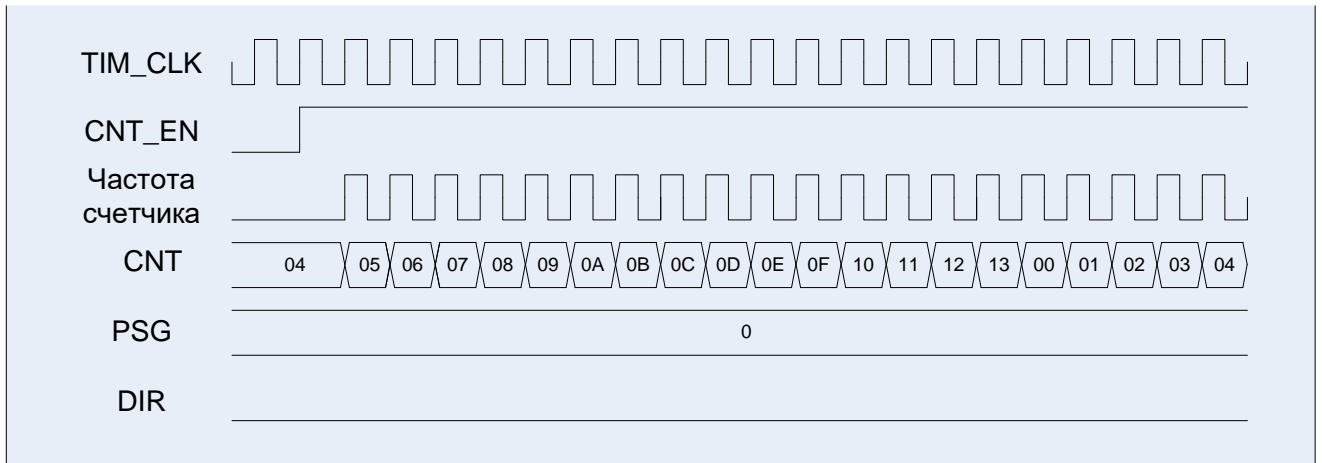 TIM_CLK
CNT_EN
Частота
счетчика
CNT 04 05 06 07 08 09 0A 0B 0C 0D 0E 0F 10 11 12 13 00 01 02 03 04
PSG 0
DIR